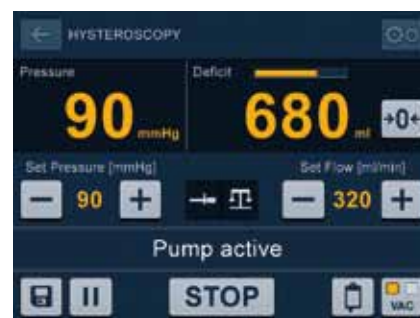 HYSTEROSCOPY
Pressure
Deficit
90 mmHg
680 ml
→0←
Set Pressure [mmHg]
Set Flow [ml/min]
− 90 +
− 320 +
Pump active
STOP
VAC